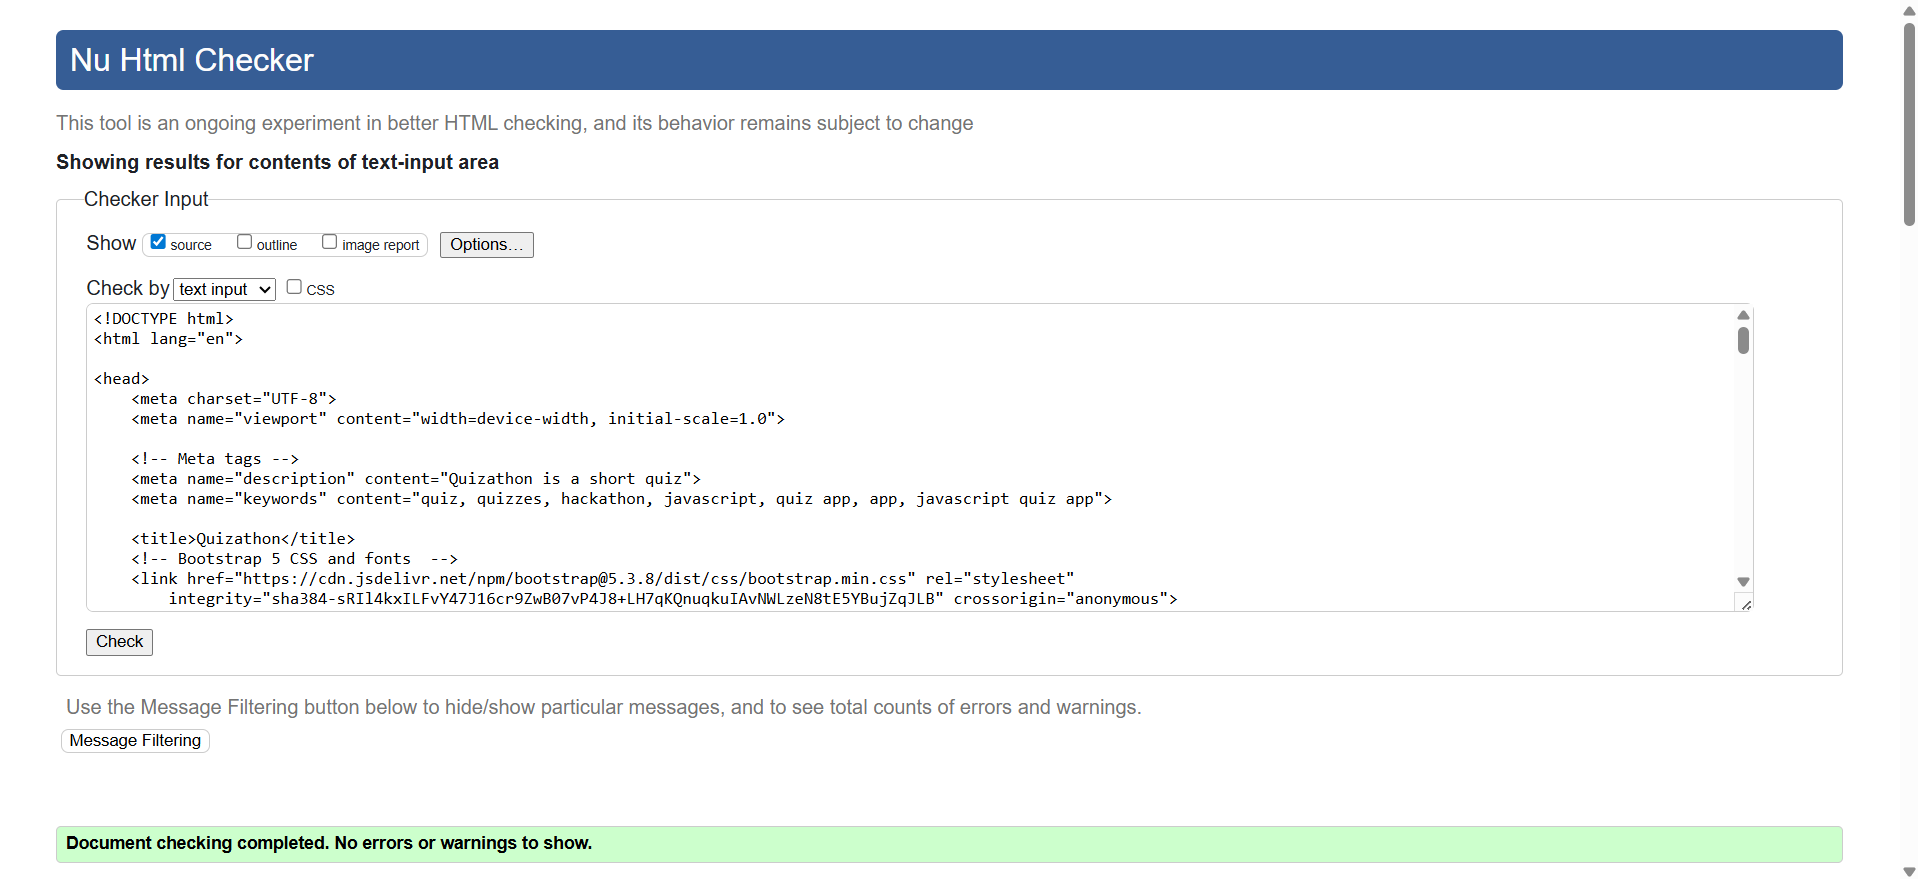 Nu Html Checker
This tool is an ongoing experiment in better HTML checking, and its behavior remains subject to change
Showing results for contents of text-input area
Checker Input
Show source outline image report Options...
Check by text input CSS
<!DOCTYPE html>
<html lang="en">
<head>
<meta charset="UTF-8">
<meta name="viewport" content="width=device-width, initial-scale=1.0">
<!-- Meta tags -->
<meta name="description" content="Quizathon is a short quiz">
<meta name="keywords" content="quiz, quizzes, hackathon, javascript, quiz app, app, javascript quiz app">
<title>Quizathon</title>
<!-- Bootstrap 5 CSS and fonts  -->
<link href="https://cdn.jsdelivr.net/npm/bootstrap@5.3.8/dist/css/bootstrap.min.css" rel="stylesheet"
integrity="sha384-sRIl4kxILFvY47J16cr9ZwB07vP4J8+LH7qKQnuqkuIAvNWLzeN8tE5YBujZqJLB" crossorigin="anonymous">
Check
Use the Message Filtering button below to hide/show particular messages, and to see total counts of errors and warnings.
Message Filtering
Document checking completed. No errors or warnings to show.